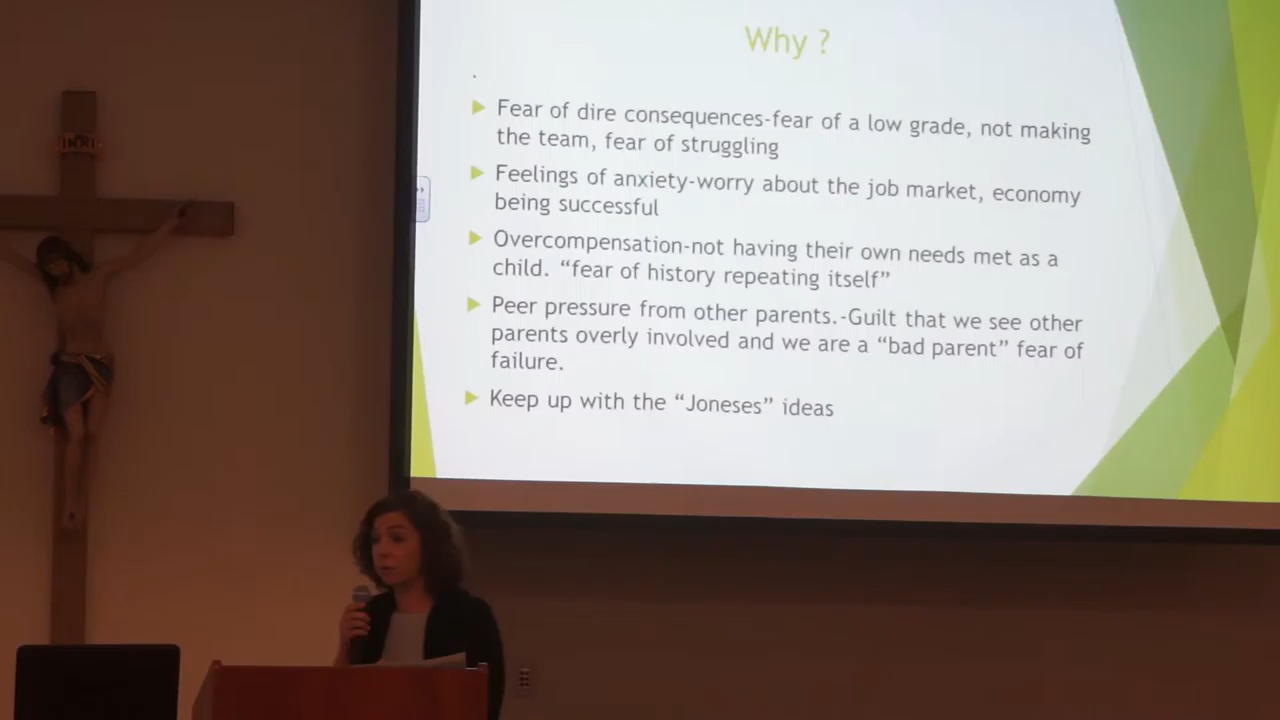 Why ?
.
Fear of dire consequences-fear of a low grade, not making
the team, fear of struggling
Feelings of anxiety-worry about the job market, economy
being successful
Overcompensation-not having their own needs met as a
child. “fear of history repeating itself”
Peer pressure from other parents.-Guilt that we see other
parents overly involved and we are a “bad parent” fear of
failure.
Keep up with the “Joneses” ideas
INRI